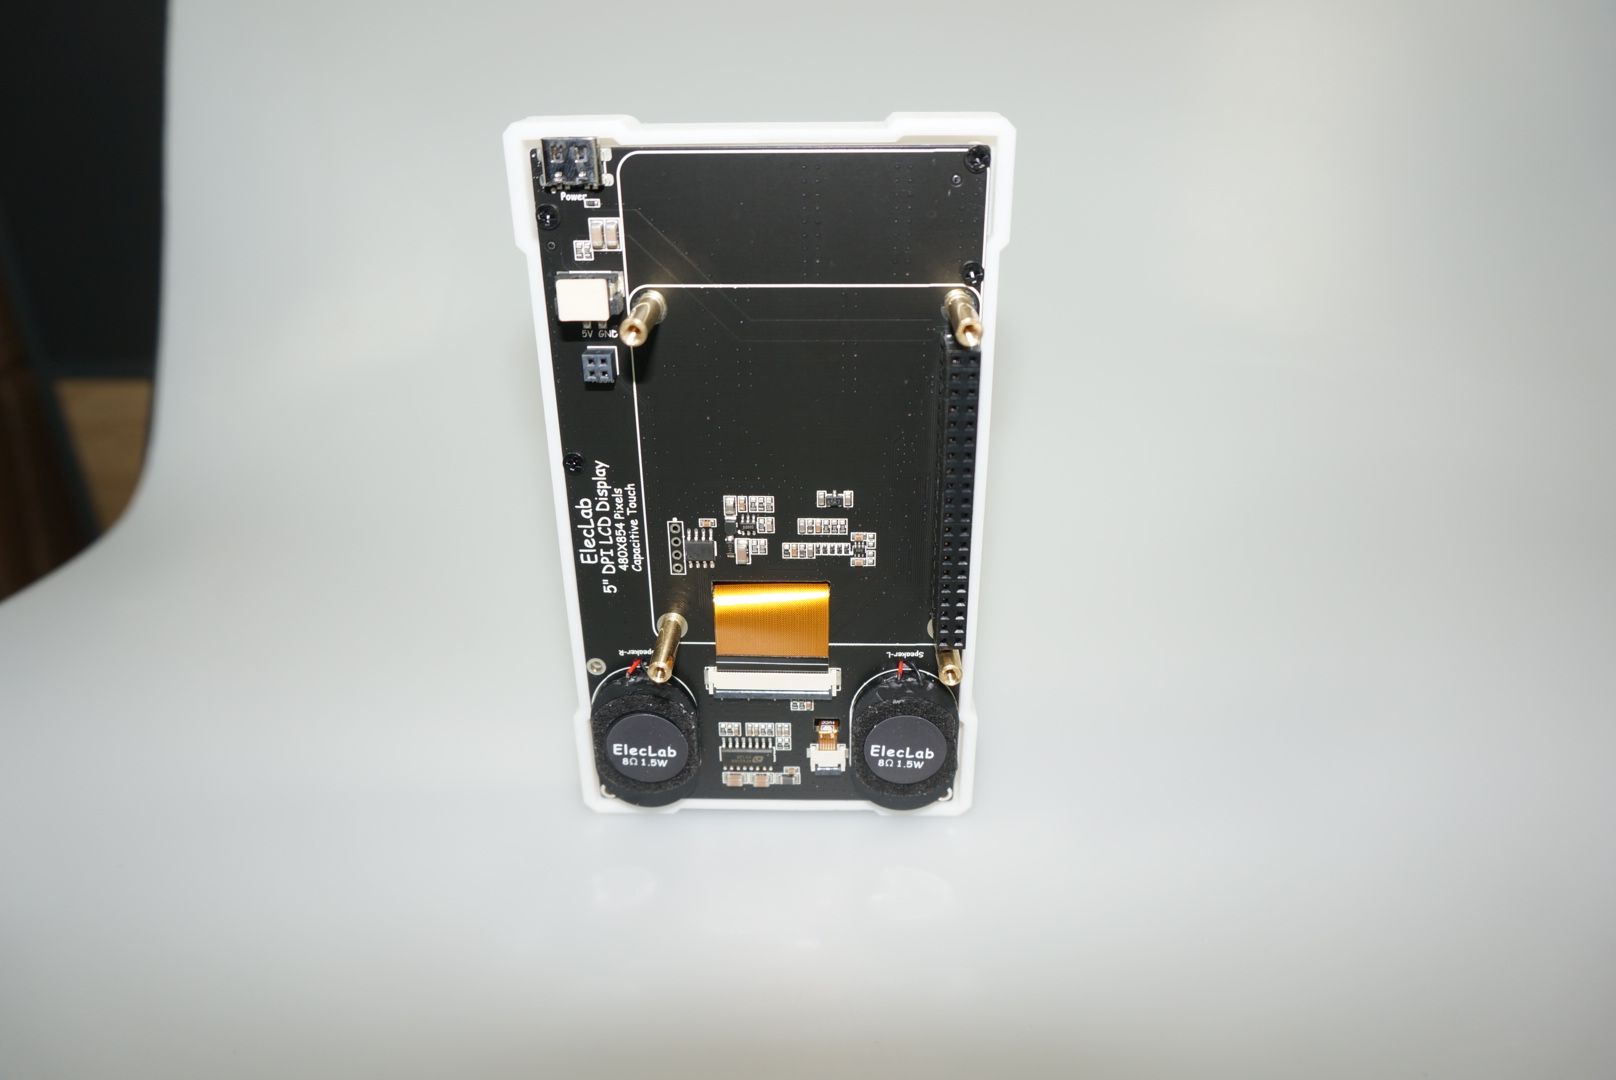 Power
5V GND
ElecLab
5" DPI LCD Display
480X854 Pixels
Capacitive Touch
Speaker-R
Speaker-L
ElecLab
8Ω 1.5W
ElecLab
8Ω 1.5W